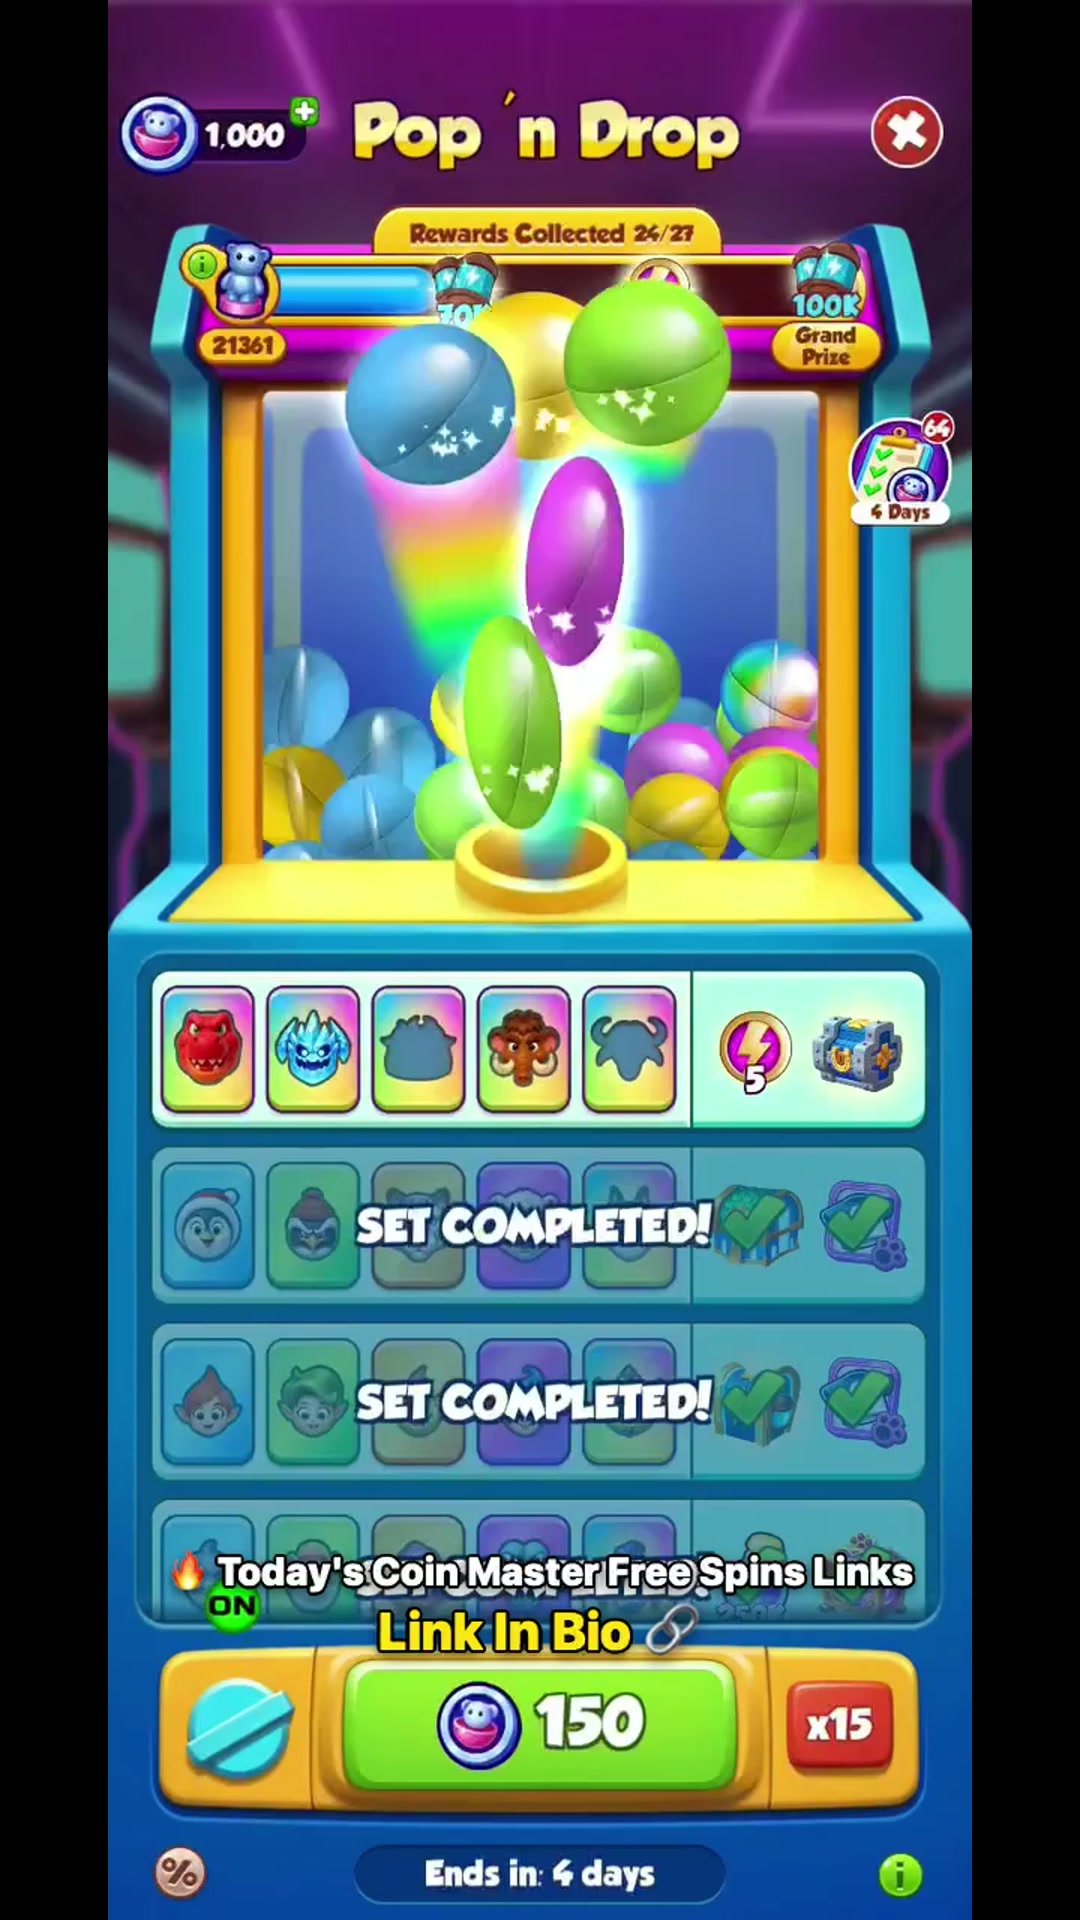 1,000
Pop 'n Drop
Rewards Collected 24/27
70K
100K
21361
Grand
Prize
64
4 Days
5
SET COMPLETED!
SET COMPLETED!
🔥 Today's Coin Master Free Spins Links
ON
Link In Bio 🔗
150
x15
%
Ends in: 4 days